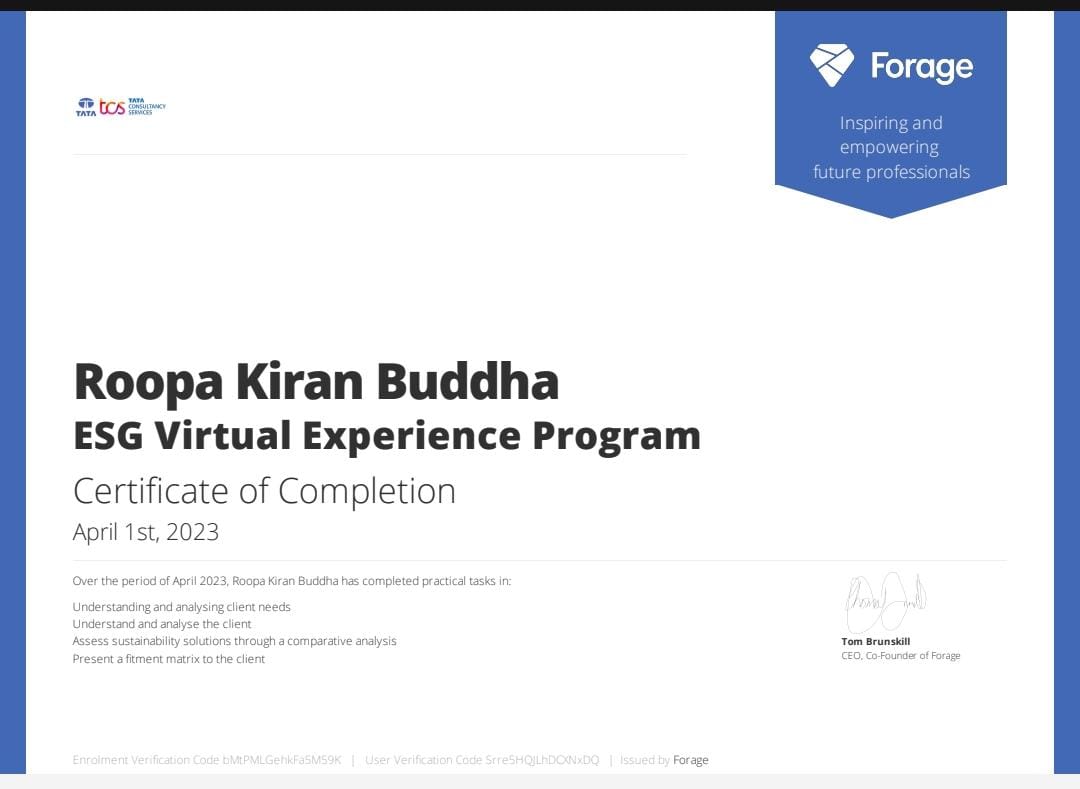 TATA
tcs
TATA
CONSULTANCY
SERVICES
Forage
Inspiring and
empowering
future professionals
Roopa Kiran Buddha
ESG Virtual Experience Program
Certificate of Completion
April 1st, 2023
Over the period of April 2023, Roopa Kiran Buddha has completed practical tasks in:
Understanding and analysing client needs
Understand and analyse the client
Assess sustainability solutions through a comparative analysis
Present a fitment matrix to the client
Tom Brunskill
CEO, Co-Founder of Forage
Enrolment Verification Code bMtPMLGehkFa5M59K | User Verification Code Srre5HQJLhDCXNxDQ | Issued by Forage